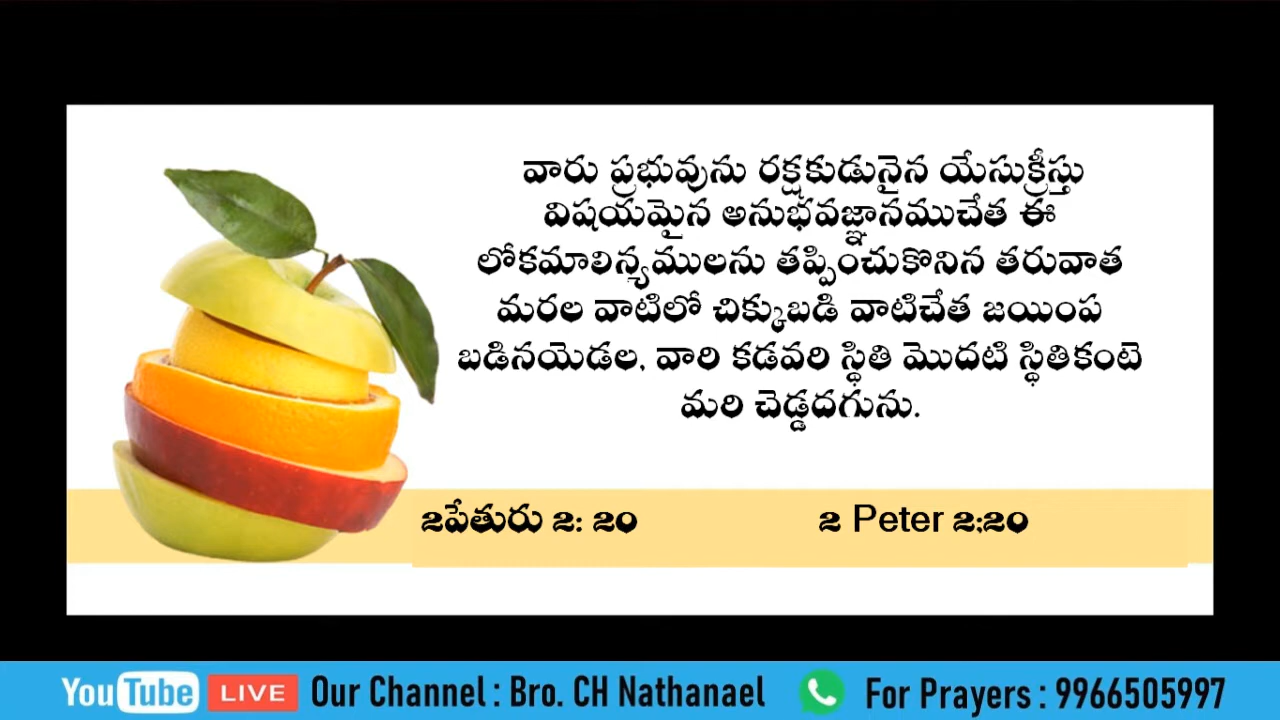 వారు ప్రభువును రక్షకుడునైన యేసుక్రీస్తు
విషయమైన అనుభవజ్ఞానముచేత ఈ
లోకమాలిన్యములను తప్పించుకొనిన తరువాత
మరల వాటిలో చిక్కుబడి వాటిచేత జయింప
బడినయెడల, వారి కడవరి స్థితి మొదటి స్థితికంటె
మరి చెడ్డదగును.
2పేతురు 2: 20 2 Peter 2:20
YouTube LIVE Our Channel : Bro. CH Nathanael For Prayers : 9966505997